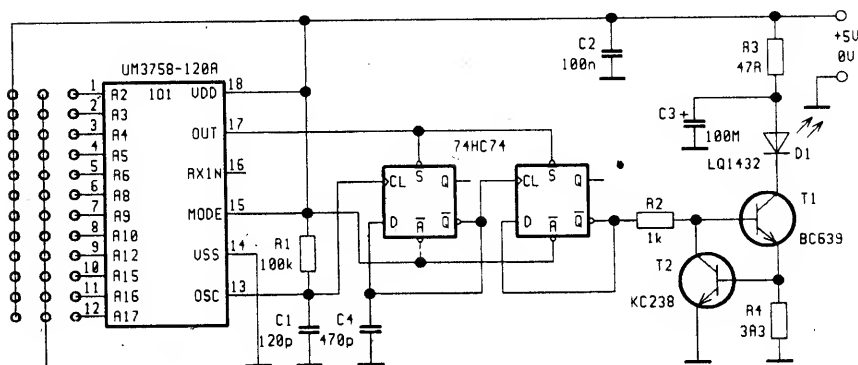 +5V
0V
C2
100n
R3
47R
UM3758-120A
101
1 A2
2 A3
3 A4
4 A5
5 A6
6 A8
7 A9
8 A10
9 A12
10 A15
11 A16
12 A17
VDD 18
OUT 17
RX1N 16
MODE 15
VSS 14
OSC 13
R1
100k
C1
120p
C4
470p
74HC74
CL
S
Q
D
A
Q
CL
S
Q
D
A
Q
C3 +
100M
LQ1432
D1
R2
1k
T1
BC639
T2
KC238
R4
3R3